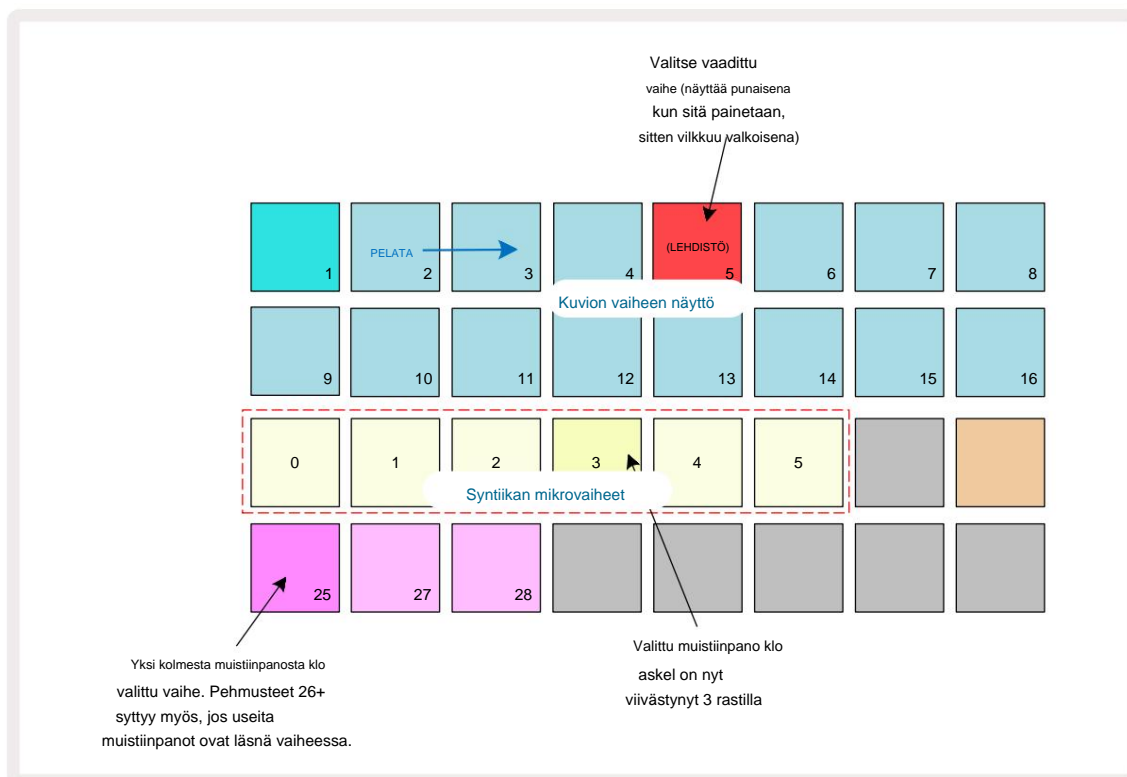 Valitse vaadittu
vaihe (näyttää punaisena
kun sitä painetaan,
sitten vilkkuu valkoisena)
1
PELATA
2
3
4
(LEHDISTÖ)
5
6
7
8
Kuvion vaiheen näyttö
9
10
11
12
13
14
15
16
0
1
2
3
4
5
Syntiikan mikrovaiheet
25
27
28
Yksi kolmesta muistiinpanosta klo
valittu vaihe. Pehmusteet 26+
syttyy myös, jos useita
muistiinpanot ovat läsnä vaiheessa.
Valittu muistiinpano klo
askel on nyt
viivästynyt 3 rastilla